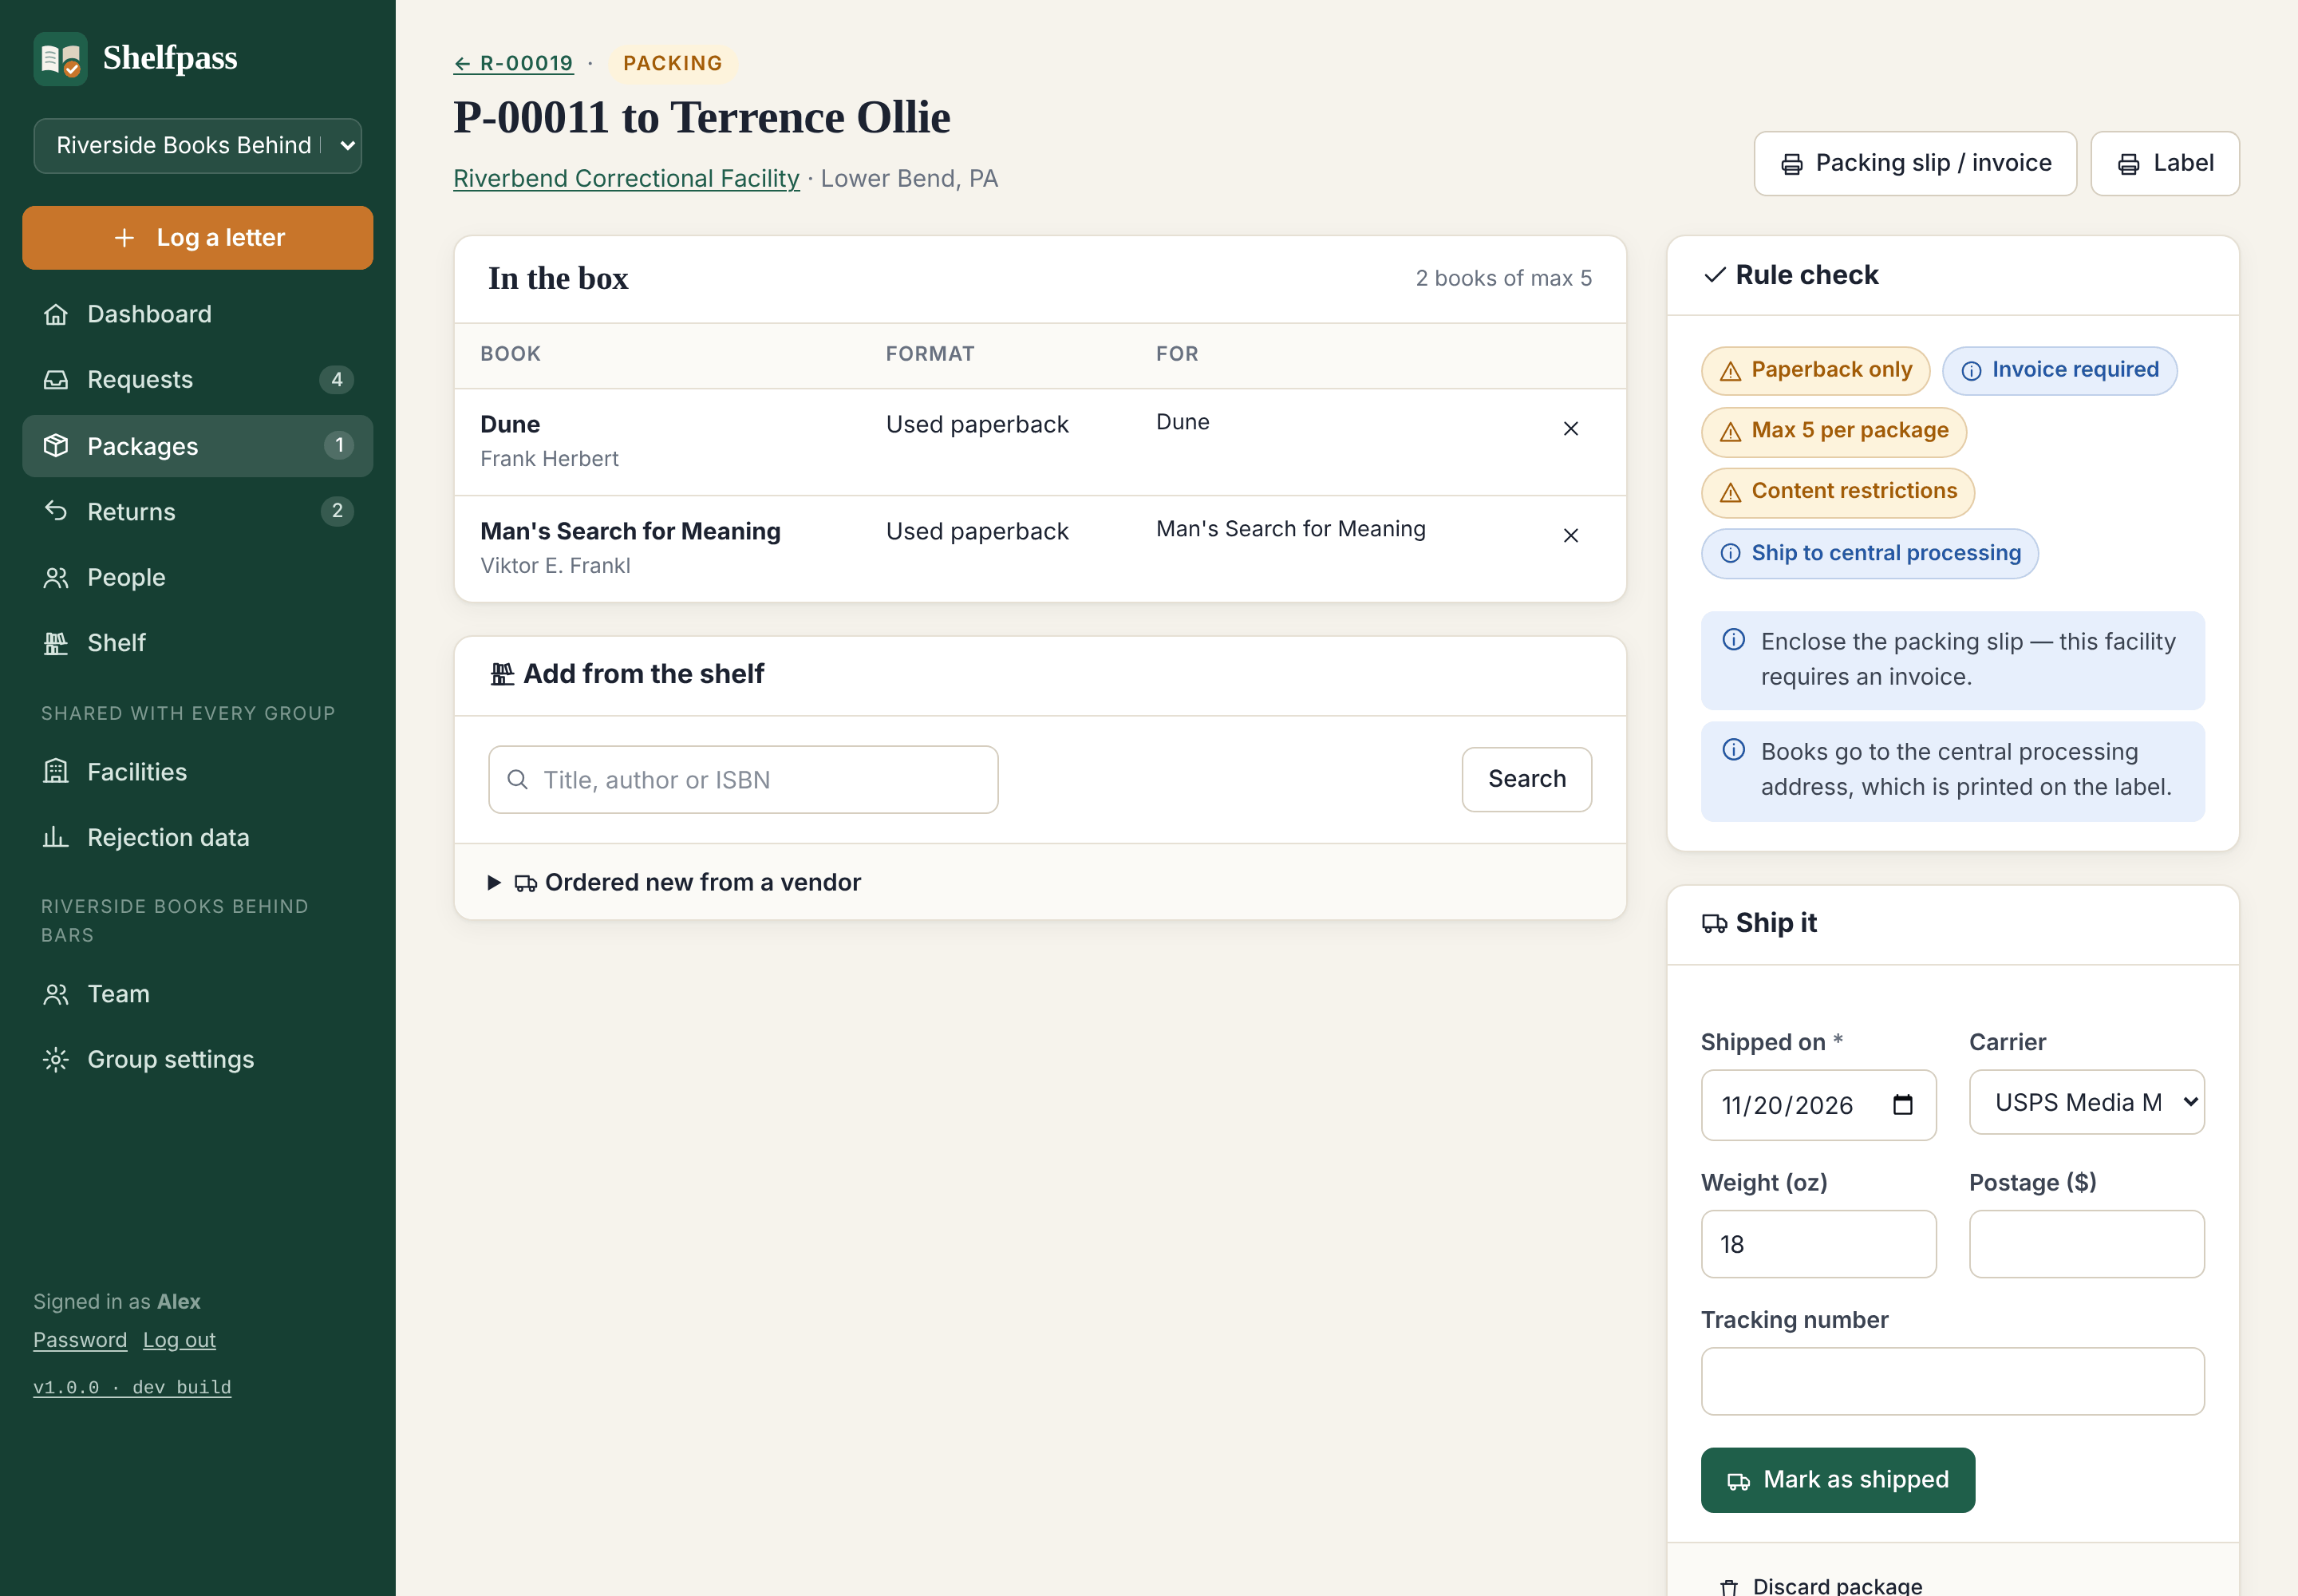 Shelfpass
Riverside Books Behind
Log a letter
Dashboard
Requests 4
Packages 1
Returns 2
People
Shelf
SHARED WITH EVERY GROUP
Facilities
Rejection data
RIVERSIDE BOOKS BEHIND
BARS
Team
Group settings
Signed in as Alex
Password Log out
v1.0.0 · dev build
← R-00019 · PACKING
P-00011 to Terrence Ollie
Riverbend Correctional Facility · Lower Bend, PA
Packing slip / invoice
Label
In the box
2 books of max 5
BOOK FORMAT FOR
Dune Used paperback Dune
Frank Herbert
Man's Search for Meaning Used paperback Man's Search for Meaning
Viktor E. Frankl
Add from the shelf
Title, author or ISBN
Search
Ordered new from a vendor
Rule check
Paperback only
Invoice required
Max 5 per package
Content restrictions
Ship to central processing
Enclose the packing slip — this facility
requires an invoice.
Books go to the central processing
address, which is printed on the label.
Ship it
Shipped on * Carrier
11/20/2026 USPS Media M
Weight (oz) Postage ($)
18
Tracking number
Mark as shipped
Discard package